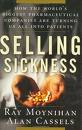 HOW THE WORLD'S BIGGEST
PHARMACEUTICAL
COMPANIES ARE TURNING
US ALL INTO PATIENTS
SELLING
SICKNESS
RAY MOYNIHAN
ALAN CASSELS